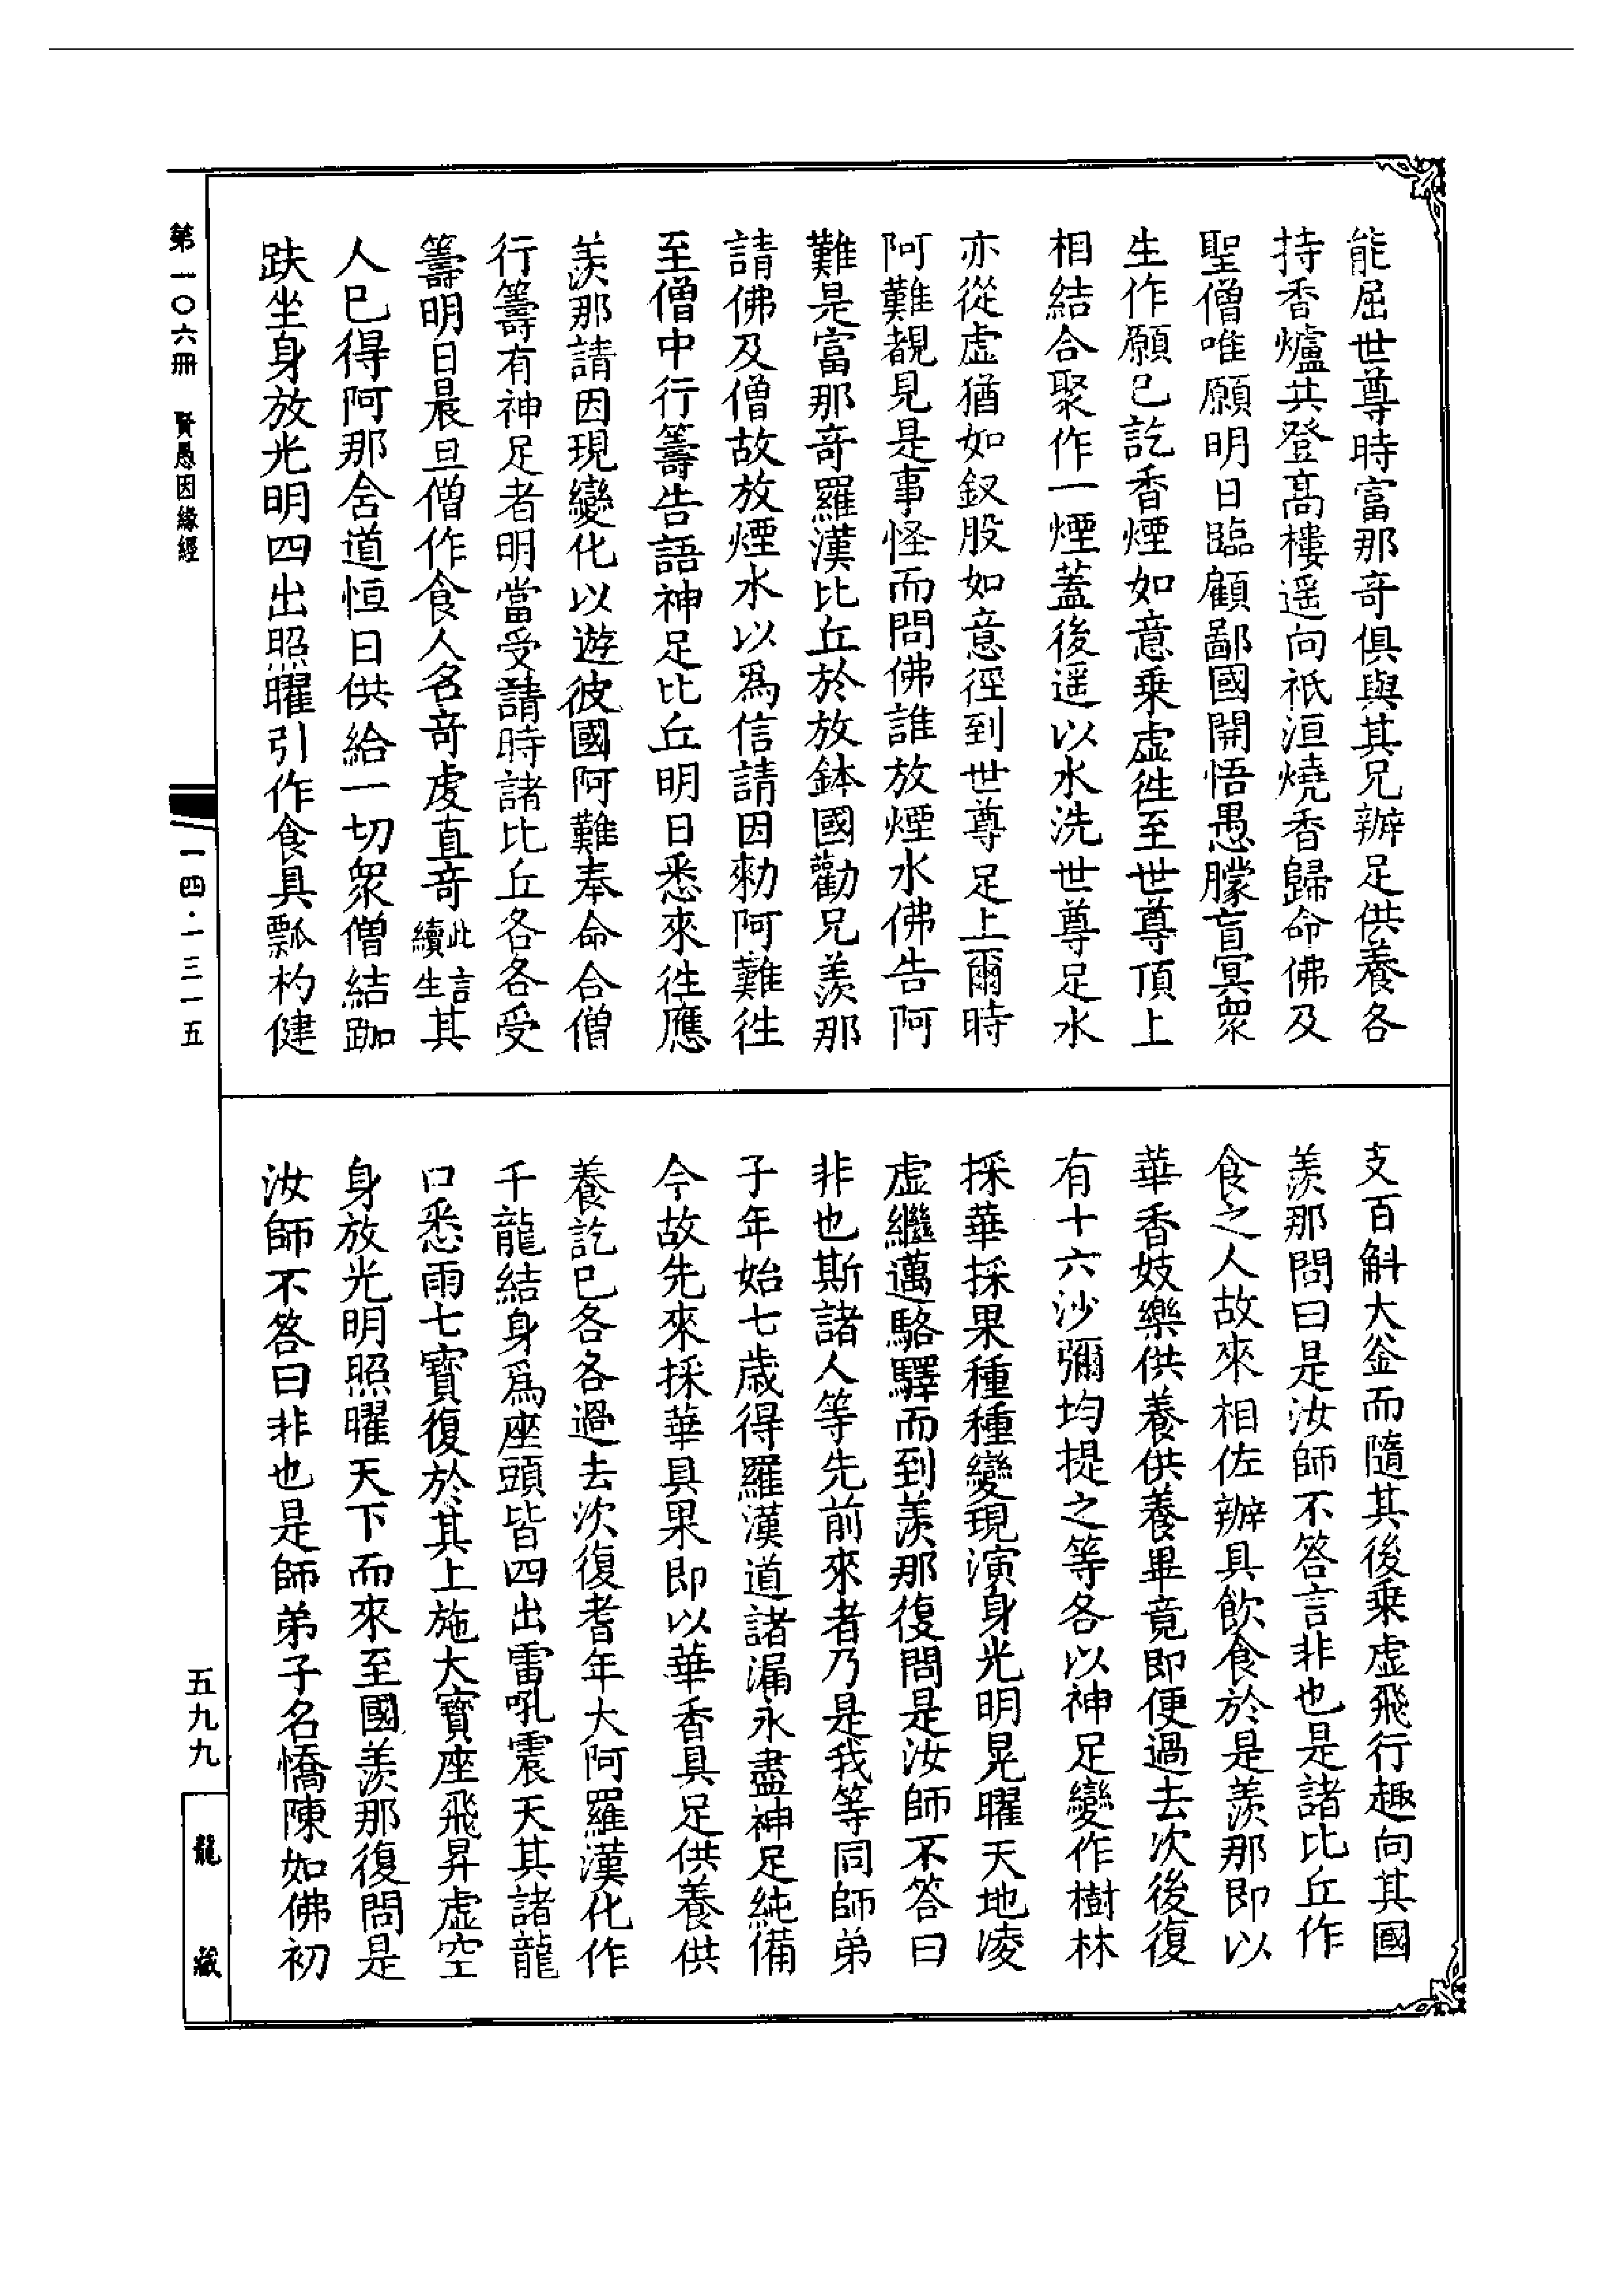 能屈世尊時富那奇俱與其兄辦足供養各
持香爐共登高樓遥向祇洹燒香歸命佛及
聖僧唯願明日臨顧鄙國開悟愚朦盲冥衆
生作願已訖香煙如意乗虚徃至世尊頂上
相結合聚作一煙蓋後遥以水洗世尊足水
亦從虚猶如釵股如意徑到世尊足上爾時
阿難覩見是事怪而問佛誰放煙水佛告阿
難是富那奇羅漢比丘於放鉢國勸兄羨那
請佛及僧故放煙水以爲信請因勑阿難徃
至僧中行籌告語神足比丘明日悉來徃應
羨那請因現變化以遊彼國阿難奉命合僧
行籌有神足者明當受請時諸比丘各各受
籌明日晨旦僧作食人名奇虔直奇此言續生其
人已得阿那含道恒日供給一切衆僧結跏
趺坐身放光明四出照曜引作食具瓢杓健
支百斛大釜而隨其後乗虚飛行趣向其國
羨那問曰是汝師不答言非也是諸比丘作
食之人故來相佐辦具飲食於是羨那即以
華香妓樂供養供養畢竟即便過去次後復
有十六沙彌均提之等各以神足變作樹林
採華採果種種變現演身光明晃曜天地凌
虚繼邁駱驛而到羨那復問是汝師不答曰
非也斯諸人等先前來者乃是我等同師弟
子年始七歲得羅漢道諸漏永盡神足純備
今故先來採華具果即以華香具足供養供
養訖已各各過去次復耆年大阿羅漢化作
千龍結身爲座頭皆四出雷吼震天其諸龍
口悉雨七寳復於其上施大寳座飛昇虚空
身放光明照曜天下而來至國羨那復問是
汝師不答曰非也是師弟子名憍陳如佛初
第一〇六冊 賢愚因緣經
一四·一三一五
五九九
龍藏